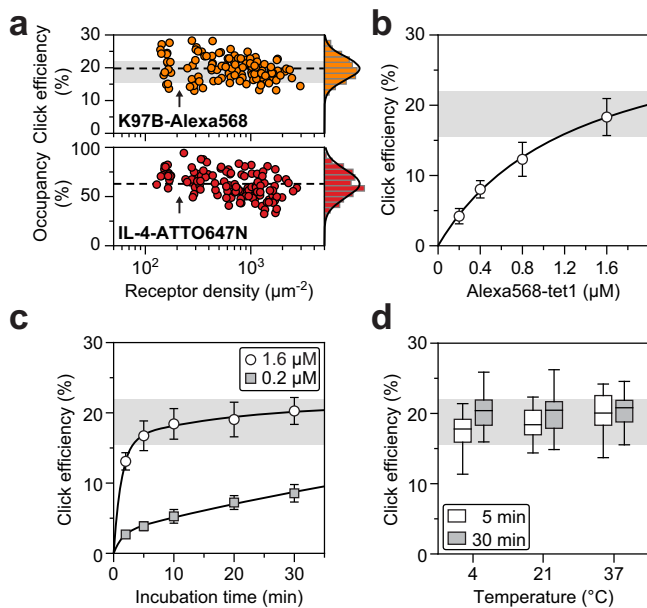 a
30
20
10
0
Click efficiency
(%)
K97B-Alexa568
100
50
0
Occupancy
(%)
IL-4-ATTO647N
10²
10³
Receptor density (µm⁻²)
b
30
20
10
0
Click efficiency (%)
0
0.4
0.8
1.2
1.6
Alexa568-tet1 (µM)
c
30
20
10
0
Click efficiency (%)
1.6 µM
0.2 µM
0
10
20
30
Incubation time (min)
d
30
20
10
0
Click efficiency (%)
5 min
30 min
4
21
37
Temperature (°C)